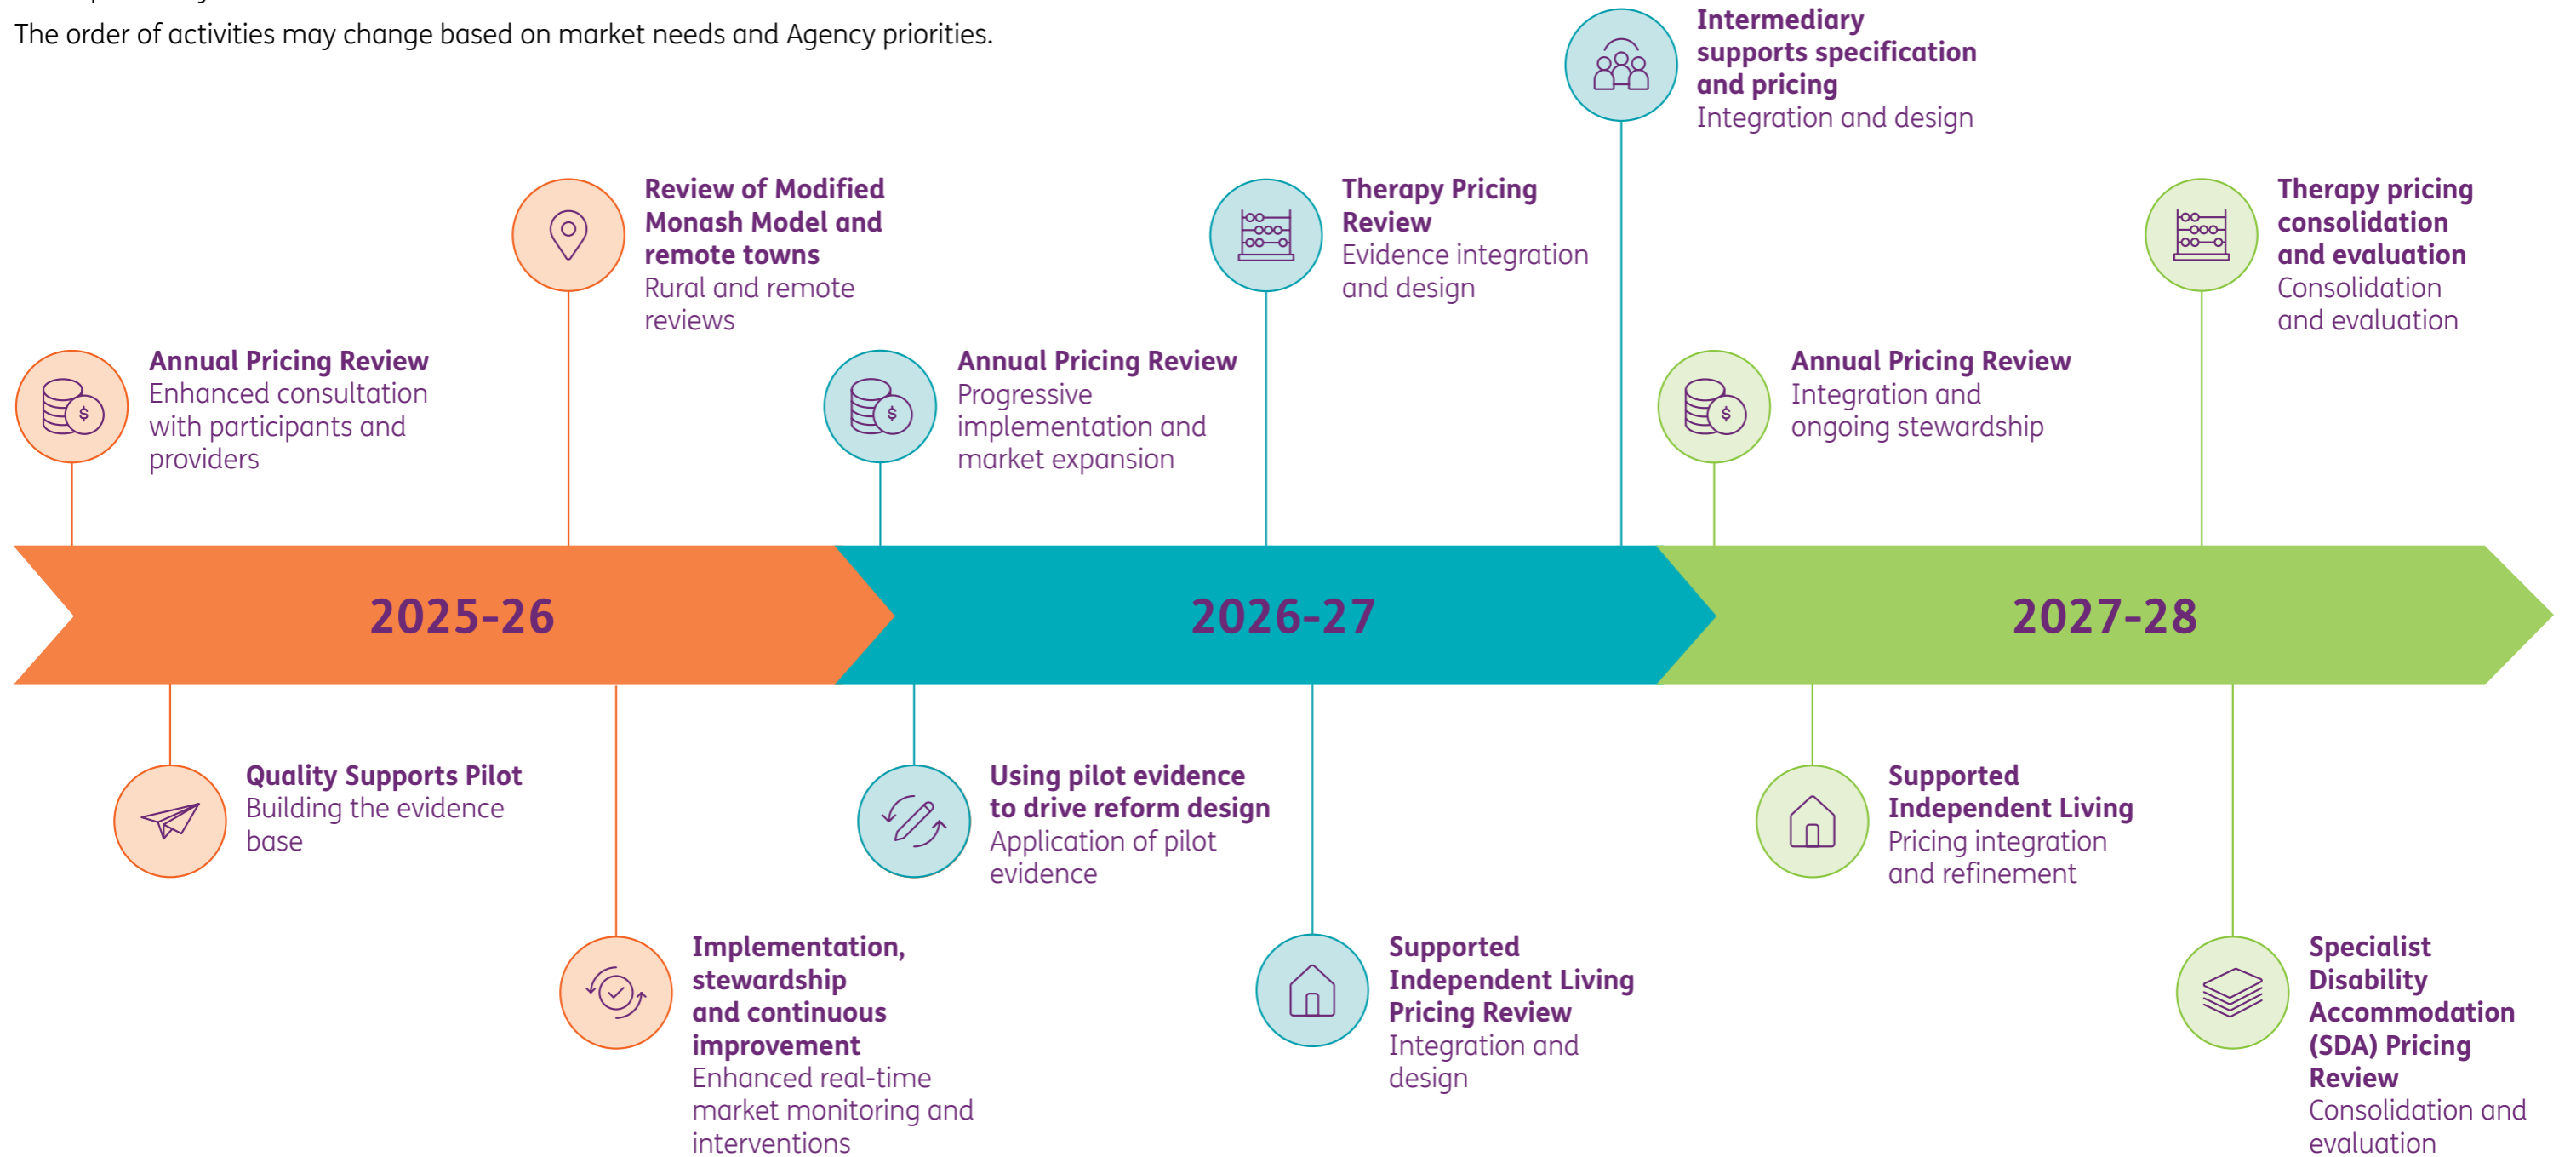 The order of activities may change based on market needs and Agency priorities.
Intermediary
supports specification
and pricing
Integration and design
Review of Modified
Monash Model and
remote towns
Rural and remote
reviews
Therapy Pricing
Review
Evidence integration
and design
Therapy pricing
consolidation
and evaluation
Consolidation
and evaluation
Annual Pricing Review
Enhanced consultation
with participants and
providers
Annual Pricing Review
Progressive
implementation and
market expansion
Annual Pricing Review
Integration and
ongoing stewardship
$
$
$
2025-26
2026-27
2027-28
Quality Supports Pilot
Building the evidence
base
Using pilot evidence
to drive reform design
Application of pilot
evidence
Supported
Independent Living
Pricing integration
and refinement
Implementation,
stewardship
and continuous
improvement
Enhanced real-time
market monitoring and
interventions
Supported
Independent Living
Pricing Review
Integration and
design
Specialist
Disability
Accommodation
(SDA) Pricing
Review
Consolidation and
evaluation